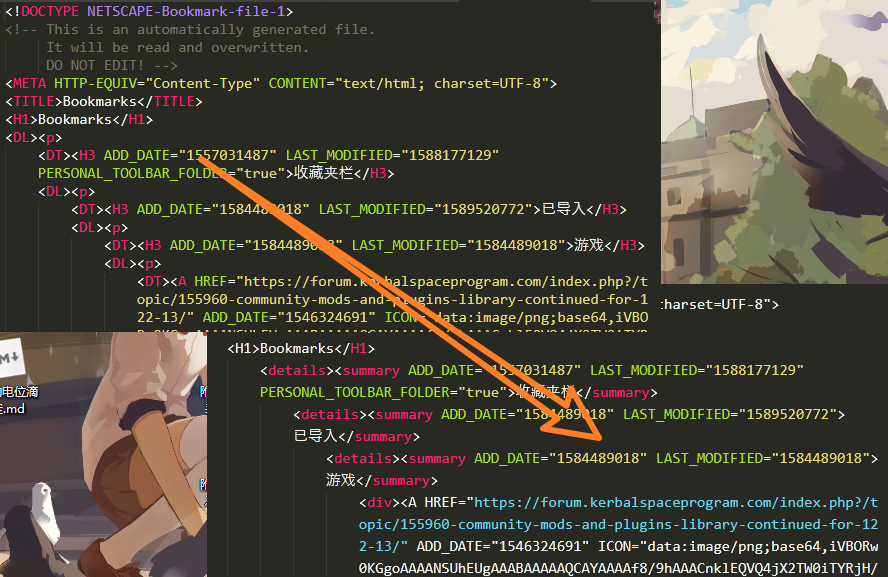 <!DOCTYPE NETSCAPE-Bookmark-file-1>
<!-- This is an automatically generated file.
It will be read and overwritten.
DO NOT EDIT! -->
<META HTTP-EQUIV="Content-Type" CONTENT="text/html; charset=UTF-8">
<TITLE>Bookmarks</TITLE>
<H1>Bookmarks</H1>
<DL><p>
<DT><H3 ADD_DATE="1557031487" LAST_MODIFIED="1588177129"
PERSONAL_TOOLBAR_FOLDER="true">收藏夹栏</H3>
<DL><p>
<DT><H3 ADD_DATE="1584489018" LAST_MODIFIED="1589520772">已导入</H3>
<DL><p>
<DT><H3 ADD_DATE="1584489018" LAST_MODIFIED="1584489018">游戏</H3>
<DL><p>
<DT><A HREF="https://forum.kerbalspaceprogram.com/index.php?/t
opic/155960-community-mods-and-plugins-library-continued-for-1
22-13/" ADD_DATE="1546324691" ICON="data:image/png;base64,iVBO
charset=UTF-8">
M↓
电位滴
.md
<H1>Bookmarks</H1>
<details><summary ADD_DATE="1557031487" LAST_MODIFIED="1588177129"
PERSONAL_TOOLBAR_FOLDER="true">收藏夹栏</summary>
<details><summary ADD_DATE="1584489018" LAST_MODIFIED="1589520772">
已导入</summary>
<details><summary ADD_DATE="1584489018" LAST_MODIFIED="1584489018">
游戏</summary>
<div><A HREF="https://forum.kerbalspaceprogram.com/index.php?/t
opic/155960-community-mods-and-plugins-library-continued-for-122
2-13/" ADD_DATE="1546324691" ICON="data:image/png;base64,iVBORw
0KGgoAAAANSUhEUgAAABAAAAAQCAYAAAAf8/9hAAACnklEQVQ4jX2TW0iTYRjH/